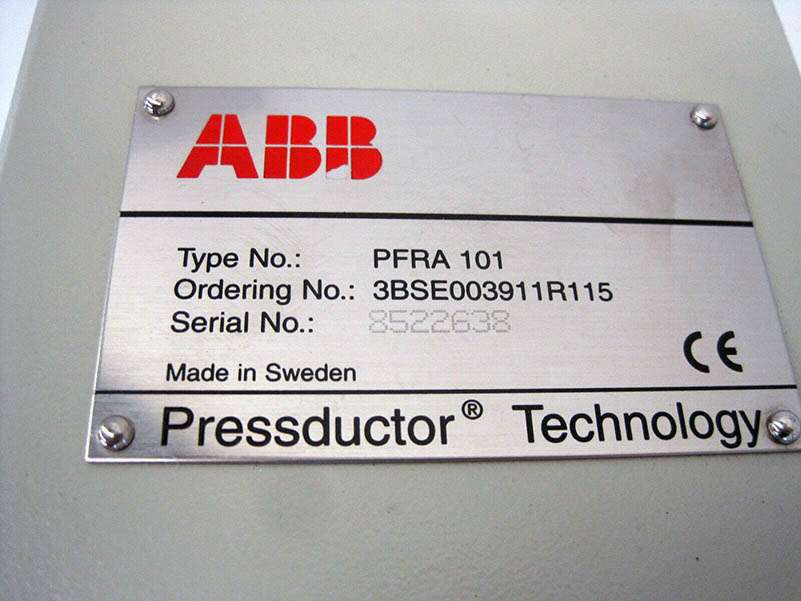 ABB
Type No.: PFRA 101
Ordering No.: 3BSE003911R115
Serial No.: 8522638
CE
Made in Sweden
Pressductor® Technology